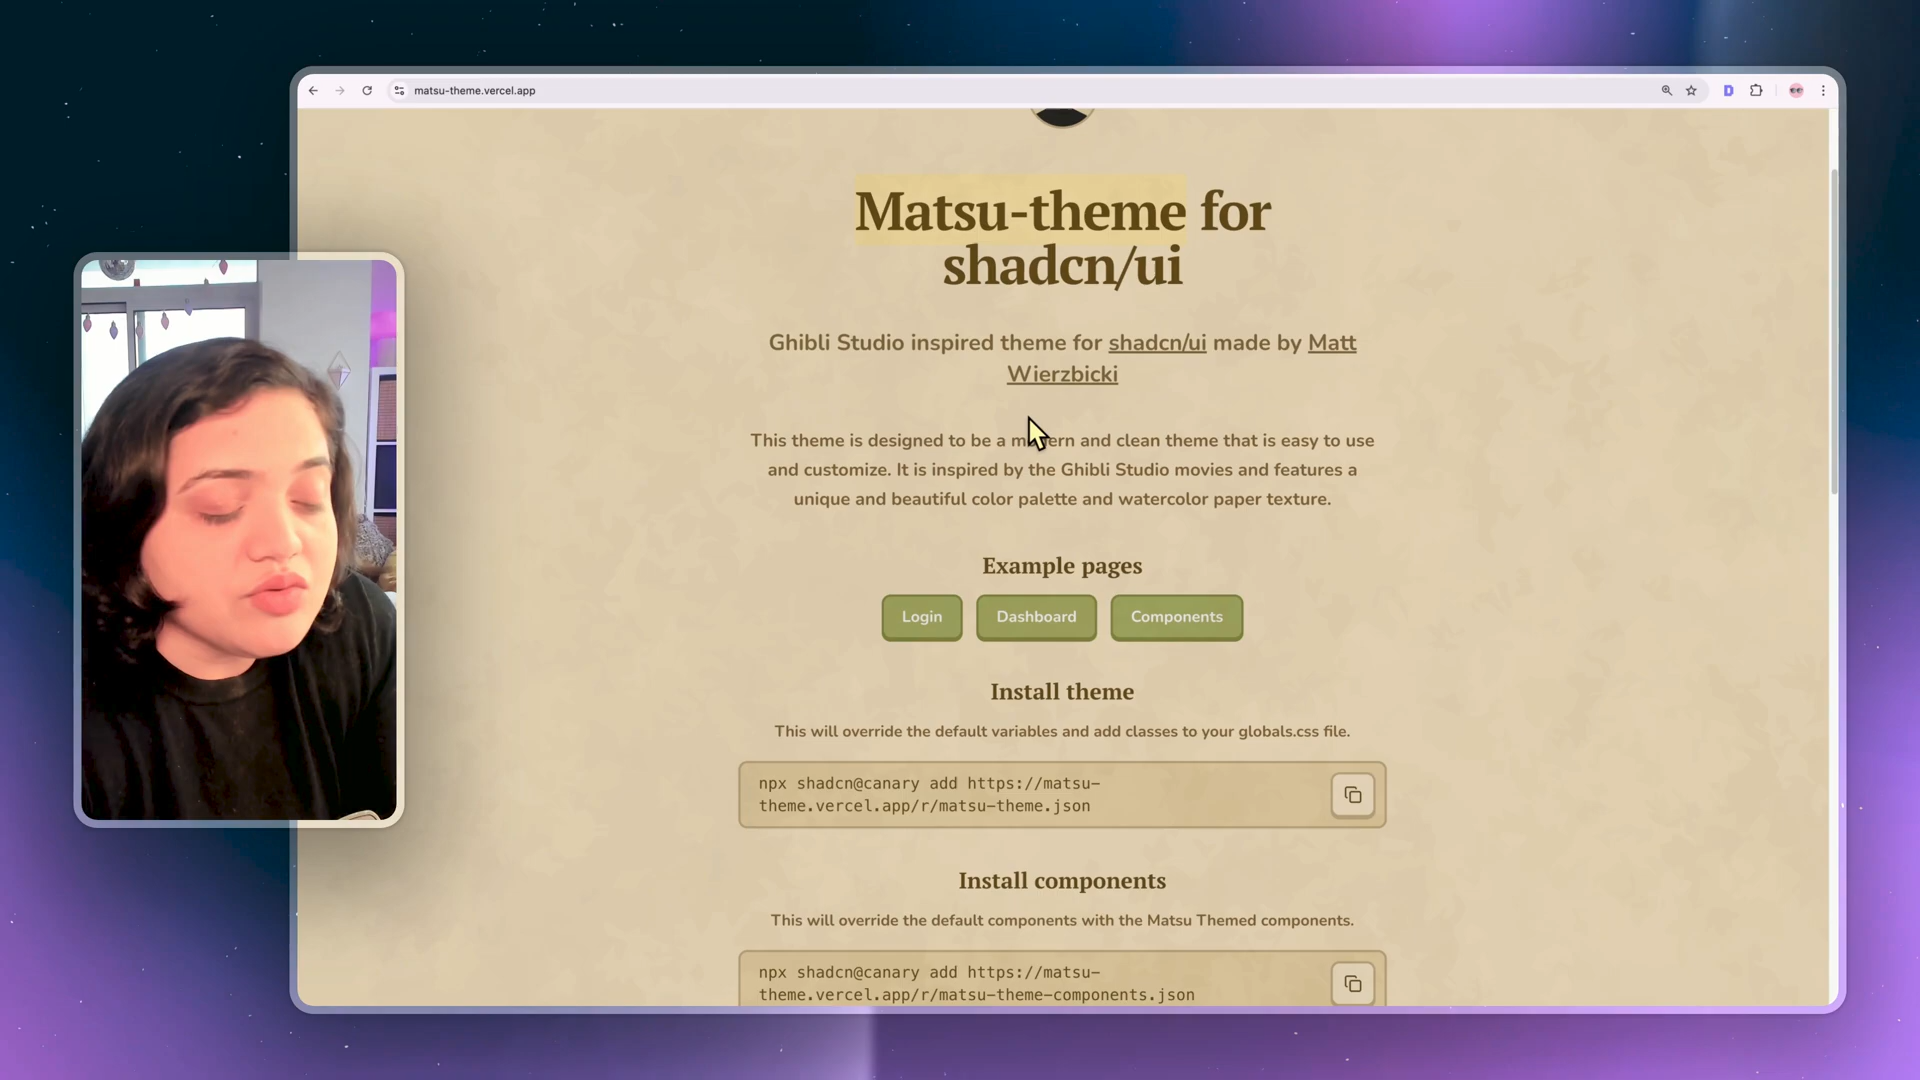 matsu-theme.vercel.app
D
Matsu-theme for
shadcn/ui
Ghibli Studio inspired theme for shadcn/ui made by Matt
Wierzbicki
This theme is designed to be a modern and clean theme that is easy to use
and customize. It is inspired by the Ghibli Studio movies and features a
unique and beautiful color palette and watercolor paper texture.
Example pages
Login Dashboard Components
Install theme
This will override the default variables and add classes to your globals.css file.
npx shadcn@canary add https://matsu-
theme.vercel.app/r/matsu-theme.json
Install components
This will override the default components with the Matsu Themed components.
npx shadcn@canary add https://matsu-
theme.vercel.app/r/matsu-theme-components.json